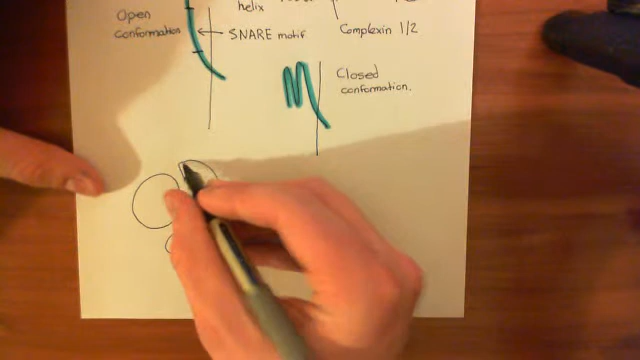 Open
conformation
helix
SNARE motif
Complexin 1/2
Closed
conformation.